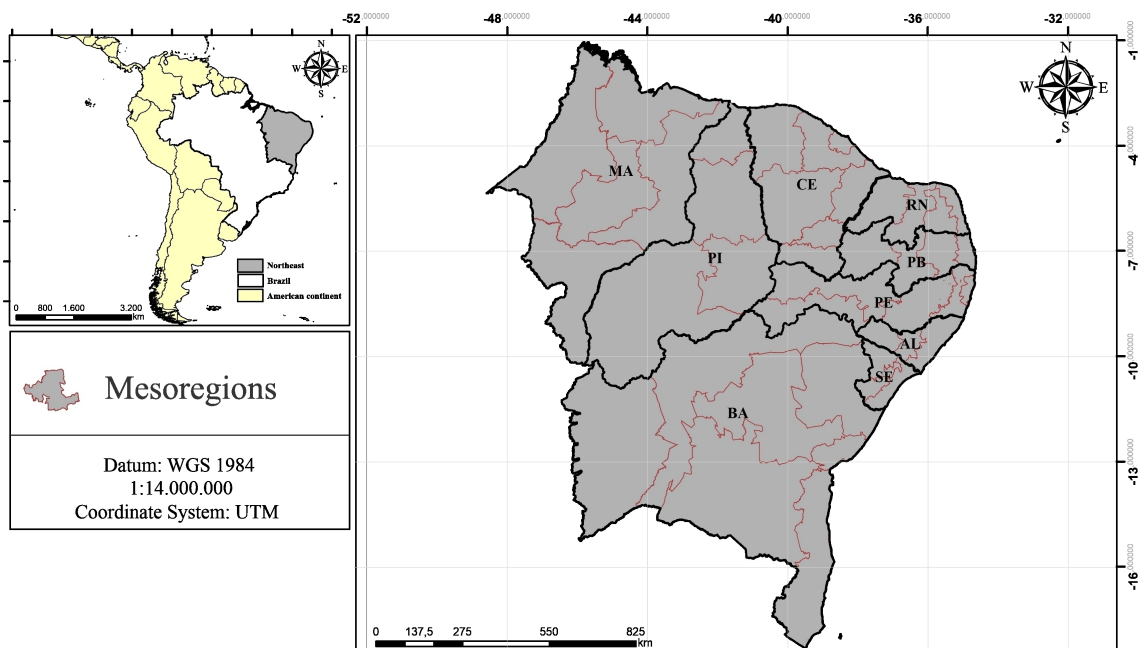 -52.000000 -48.000000 -44.000000 -40.000000 -36.000000 -32.000000
N
W E
S
Northeast
Brazil
American continent
0 800 1.600 3.200
km
Mesoregions
Datum: WGS 1984
1:14.000.000
Coordinate System: UTM
N
W E
S
MA
CE
RN
PI
PB
PE
AL
SE
BA
-1.000000
-4.000000
-7.000000
-10.000000
-13.000000
-16.000000
0 137,5 275 550 825
km